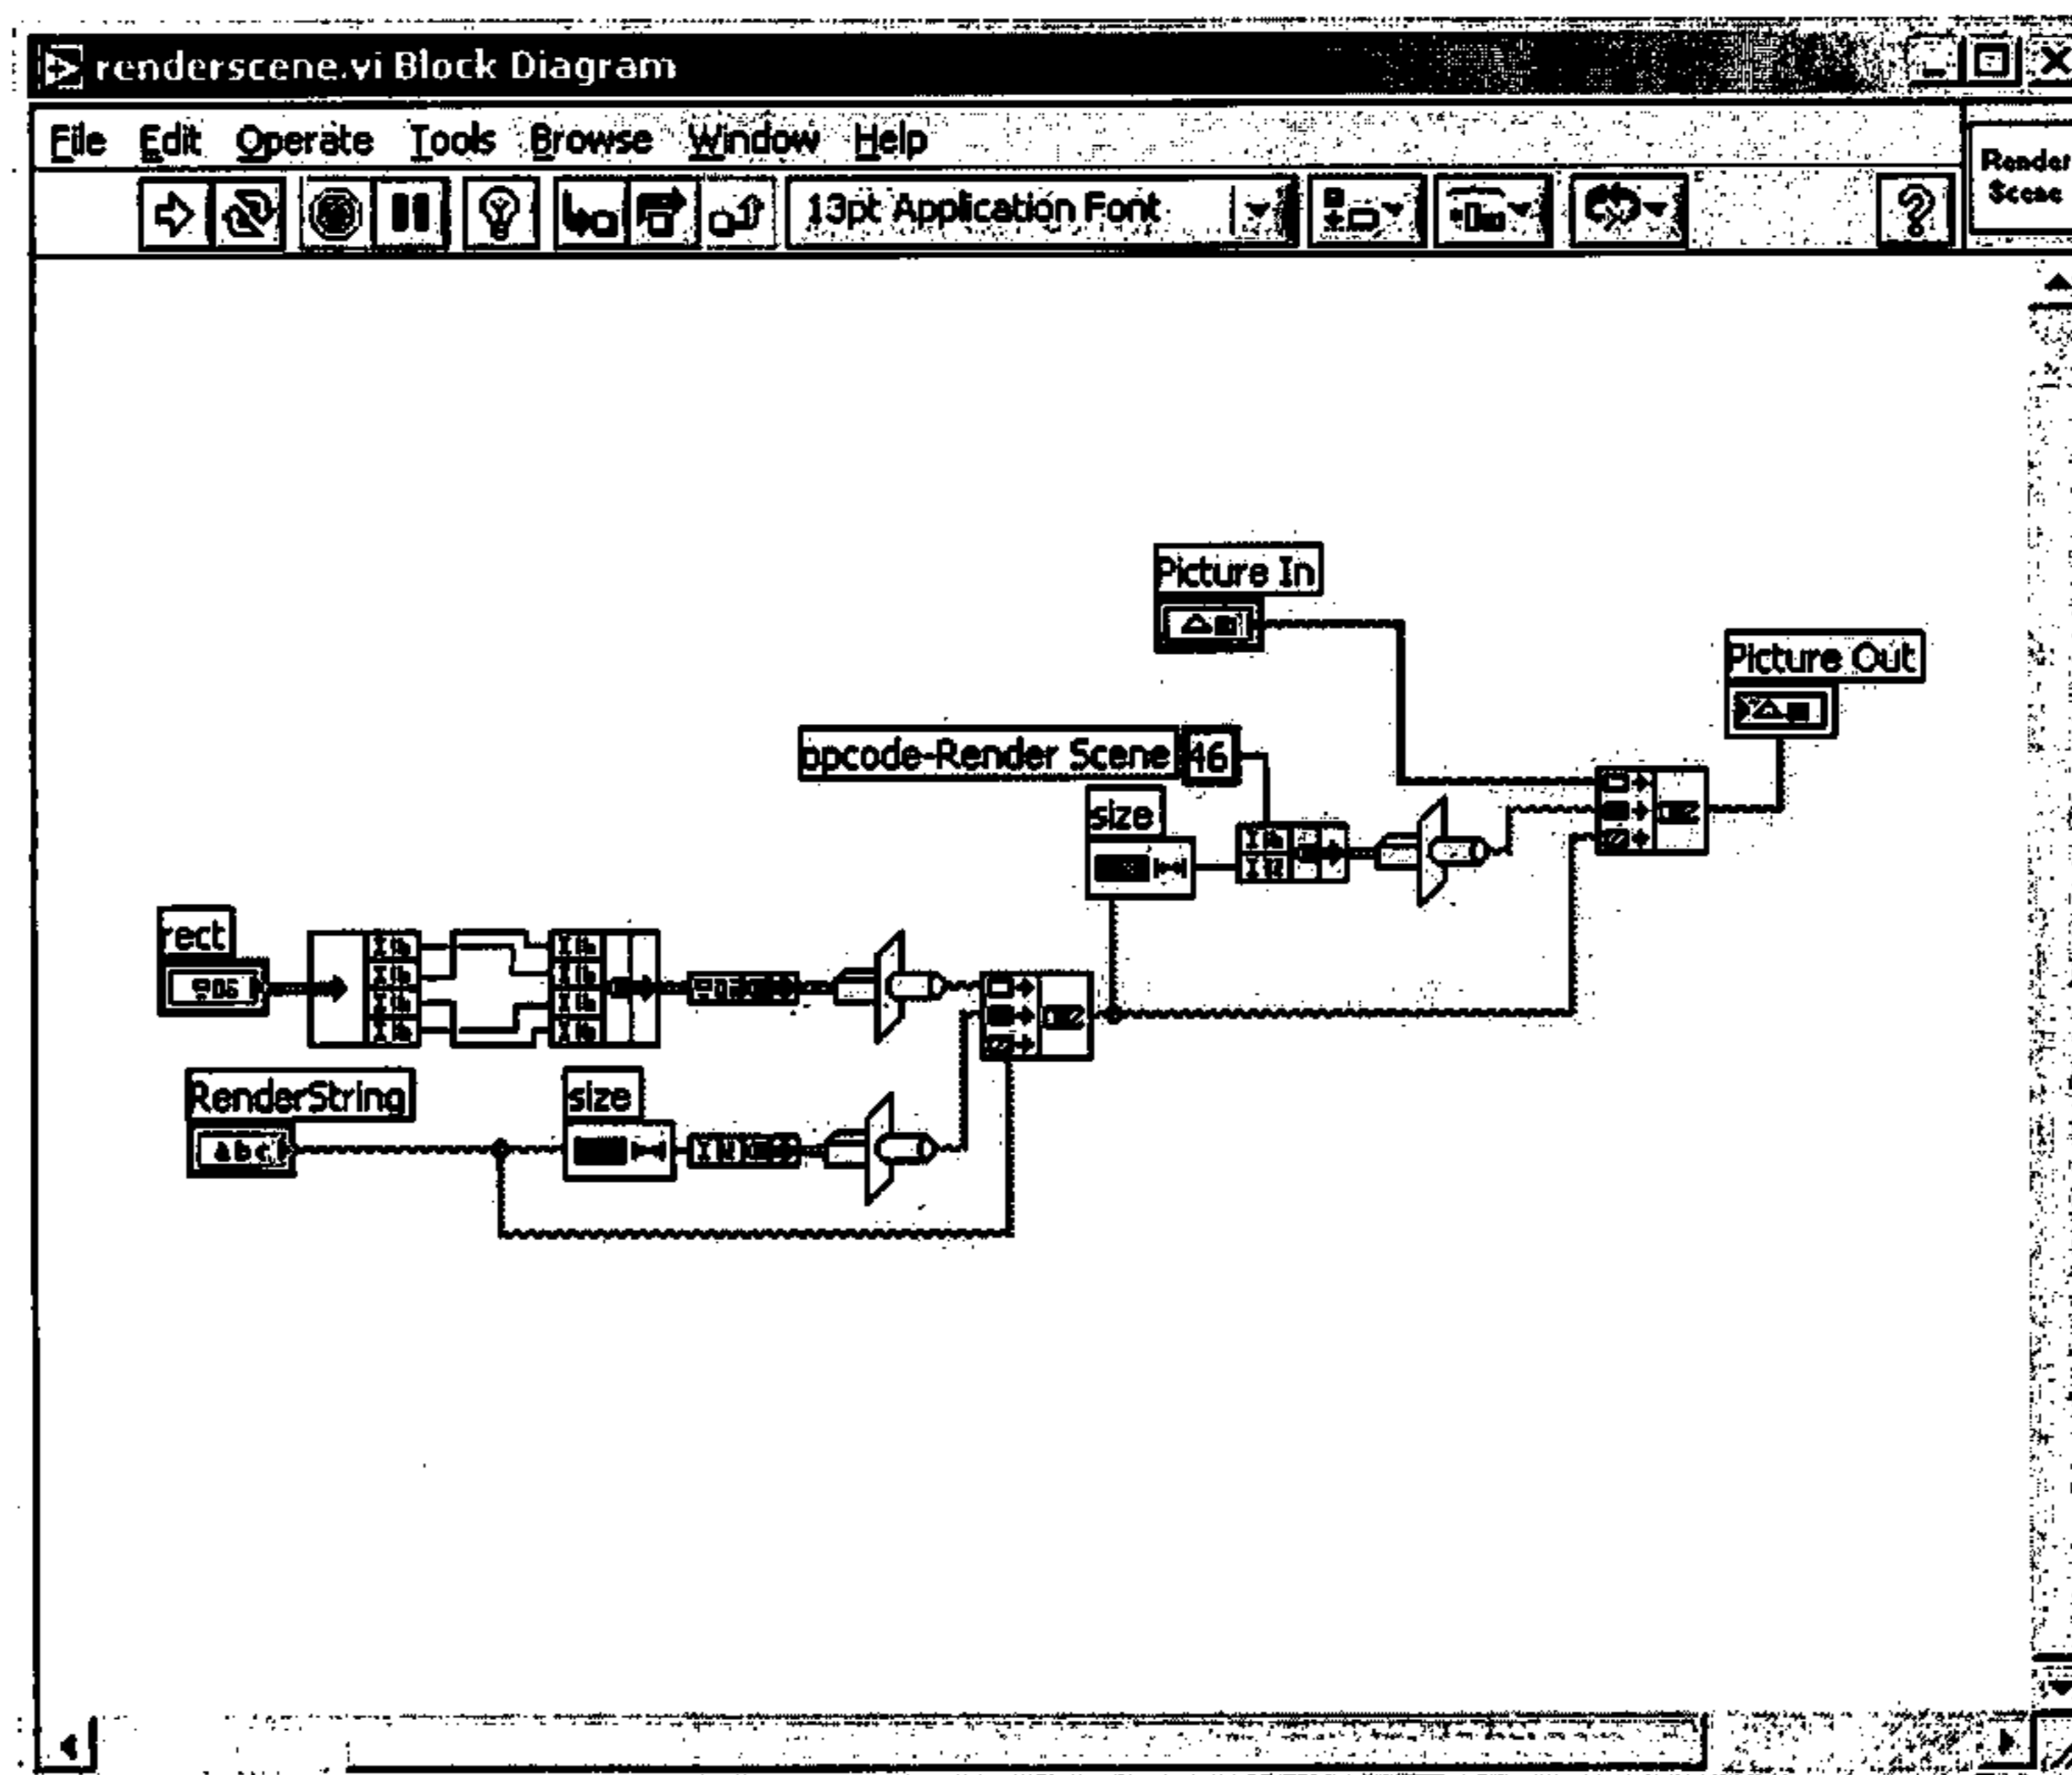 renderscene.vi Block Diagram
File Edit Operate Tools Browse Window Help
Render
Scene
13pt Application Font
Picture In
Picture Out
opcode-Render Scene 46
size
rect
RenderString
size
abc